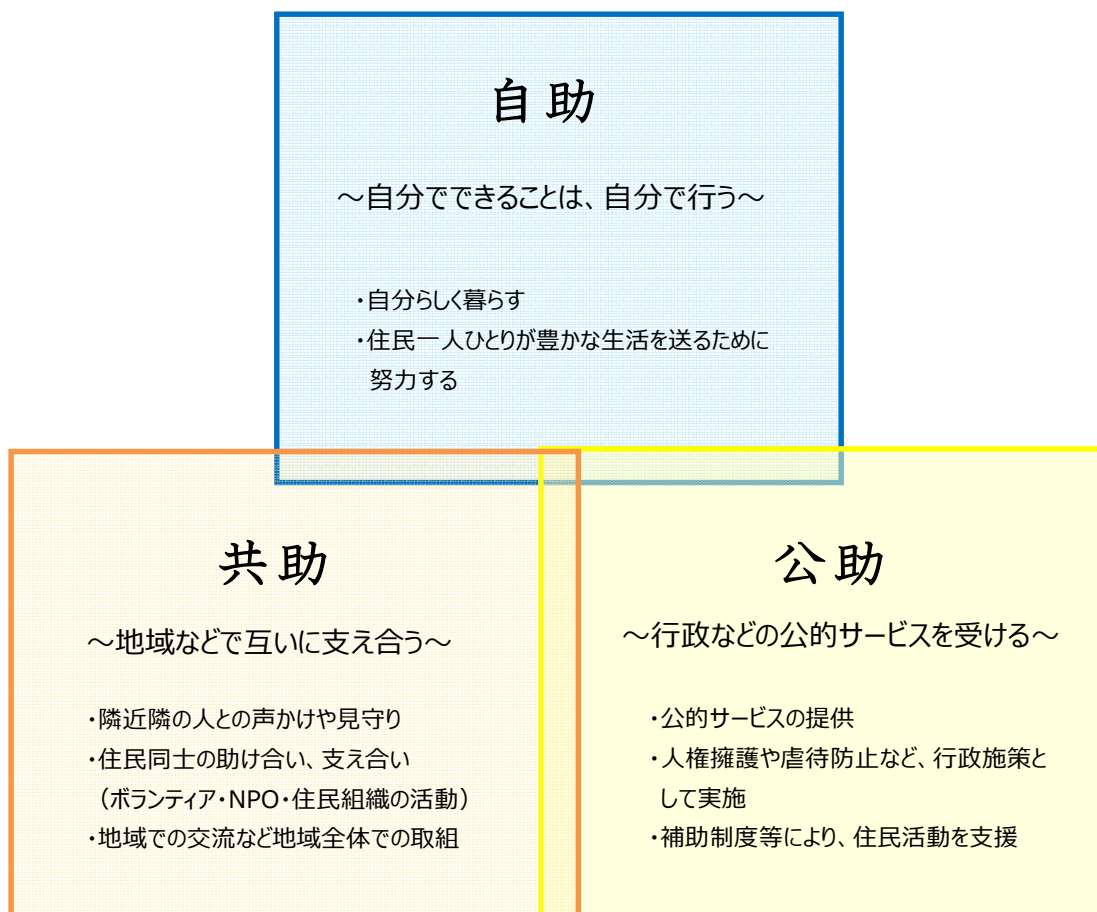 自助
～自分でできることは、自分で行う～
・自分らしく暮らす
・住民一人ひとりが豊かな生活を送るために
努力する
共助
～地域などで互いに支え合う～
・隣近隣の人との声かけや見守り
・住民同士の助け合い、支え合い
（ボランティア・NPO・住民組織の活動）
・地域での交流など地域全体での取組
公助
～行政などの公的サービスを受ける～
・公的サービスの提供
・人権擁護や虐待防止など、行政施策と
して実施
・補助制度等により、住民活動を支援